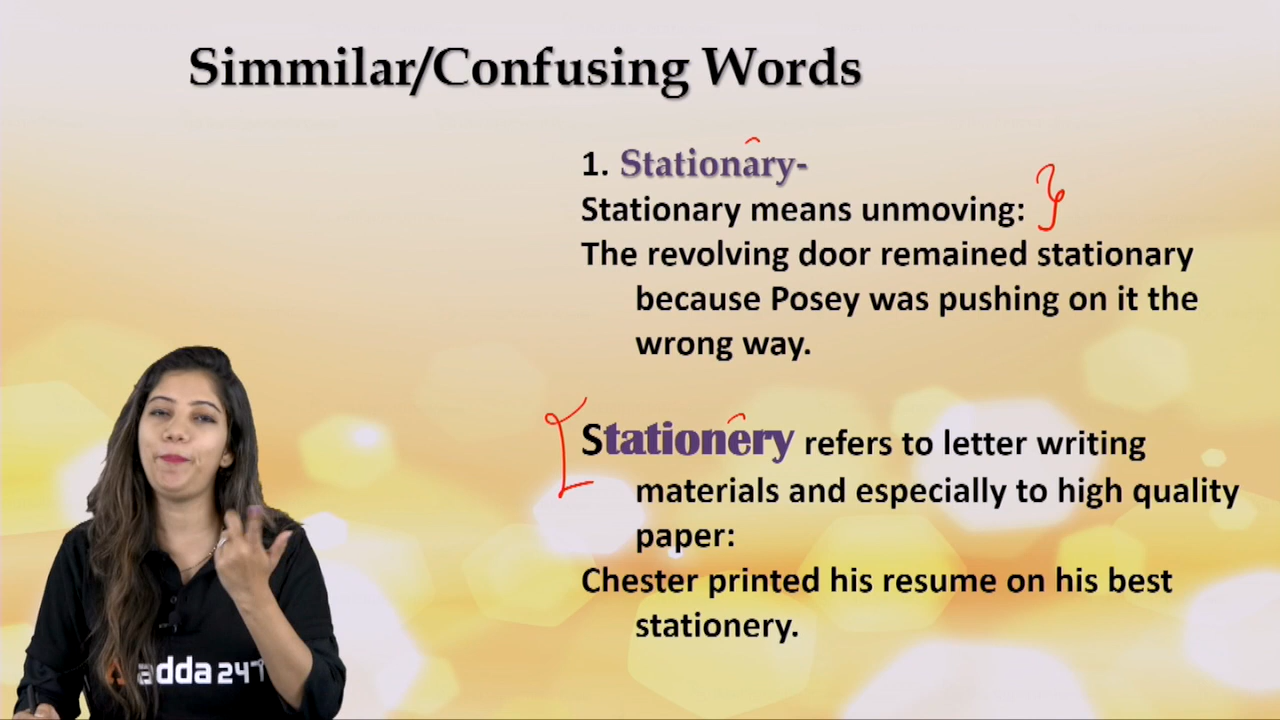 Simmilar/Confusing Words
1. Stationary-
Stationary means unmoving:
The revolving door remained stationary
because Posey was pushing on it the
wrong way.
Stationery refers to letter writing
materials and especially to high quality
paper:
Chester printed his resume on his best
stationery.
adda 247